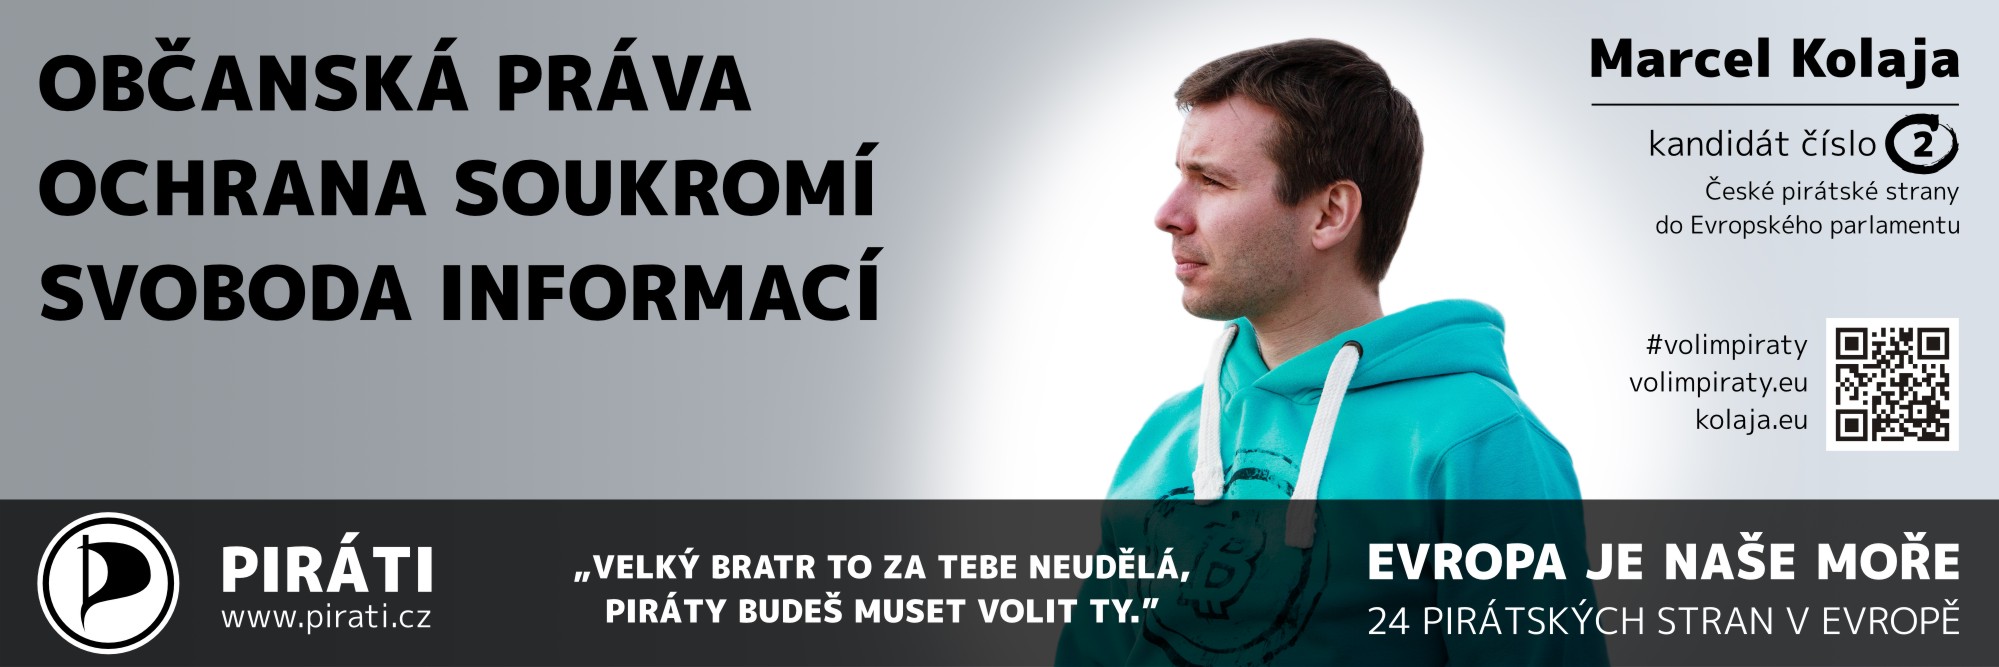 OBČANSKÁ PRÁVA
OCHRANA SOUKROMÍ
SVOBODA INFORMACÍ
Marcel Kolaja
kandidát číslo 2
České pirátské strany
do Evropského parlamentu
#volimpiraty
volimpiraty.eu
kolaja.eu
PIRÁTI
www.pirati.cz
„VELKÝ BRATR TO ZA TEBE NEUDĚLÁ,
PIRÁTY BUDEŠ MUSET VOLIT TY.”
EVROPA JE NAŠE MOŘE
24 PIRÁTSKÝCH STRAN V EVROPĚ